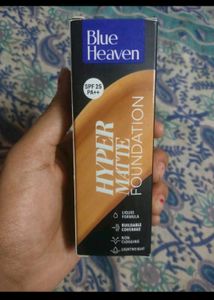 Blue
Heaven
SPF 25
PA++
HYPER
MATTE
FOUNDATION
LIQUID
FORMULA
BUILDABLE
COVERAGE
NON
CLOGGING
LIGHTWEIGHT